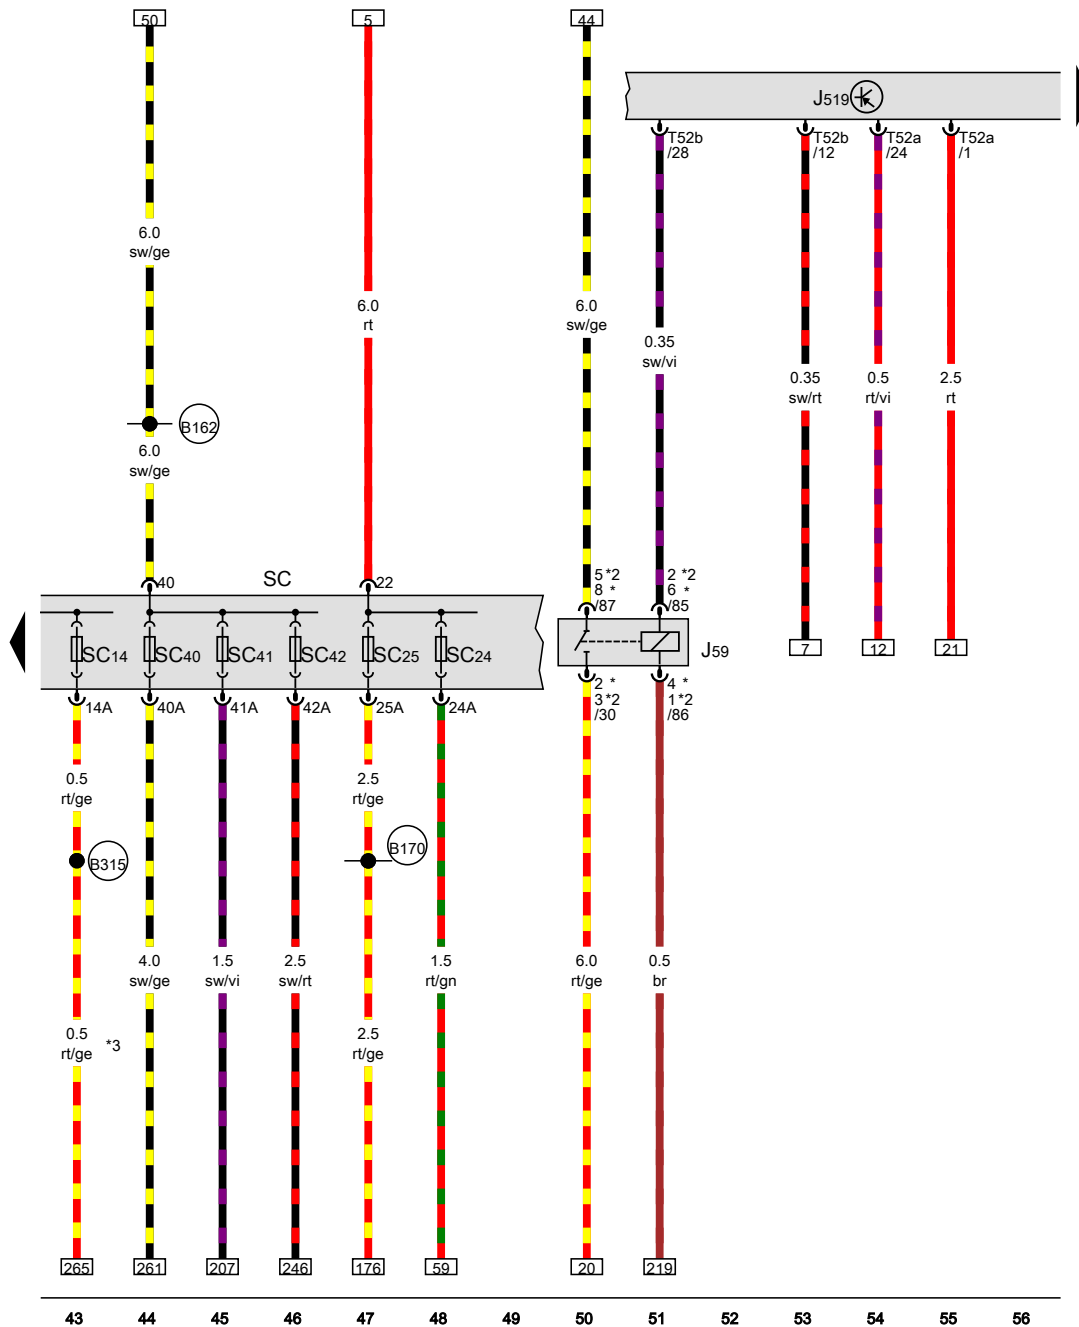 50
5
44
J519
T52b
/28
T52b
/12
T52a
/24
T52a
/1
6.0
sw/ge
6.0
rt
6.0
sw/ge
0.35
sw/vi
0.35
sw/rt
0.5
rt/vi
2.5
rt
B162
6.0
sw/ge
40
SC
22
5 *2
8 *
/87
2 *2
6 *
/85
SC14
SC40
SC41
SC42
SC25
SC24
J59
7
12
21
14A
40A
41A
42A
25A
24A
2 *
3 *2
/30
4 *
1 *2
/86
0.5
rt/ge
2.5
rt/ge
B315
B170
4.0
sw/ge
1.5
sw/vi
2.5
sw/rt
1.5
rt/gn
6.0
rt/ge
0.5
br
0.5
rt/ge *3
2.5
rt/ge
265
261
207
246
176
59
20
219
43 44 45 46 47 48 49 50 51 52 53 54 55 56